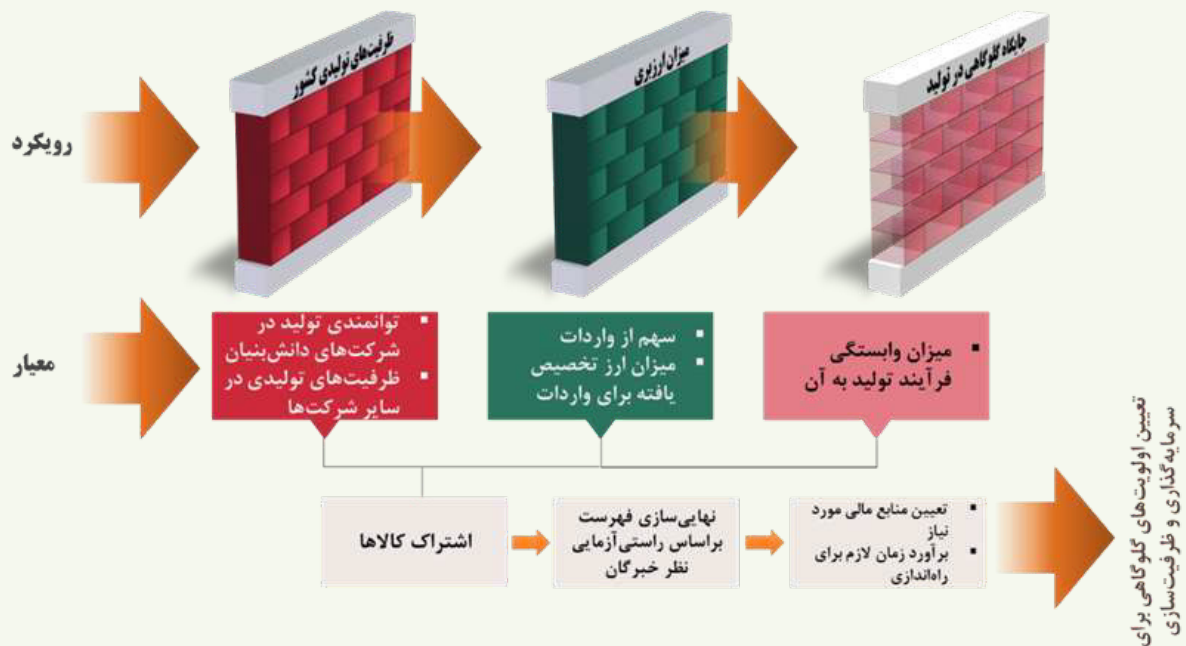 رویکرد
ظرفیت‌های تولیدی کشور
میزان ارزبری
جایگاه گلوگاهی در تولید
معیار
توانمندی تولید در
شرکت‌های دانش‌بنیان
ظرفیت‌های تولیدی در
سایر شرکت‌ها
سهم از واردات
میزان ارز تخصیص
یافته برای واردات
میزان وابستگی
فرآیند تولید به آن
اشتراک کالاها
نهایی‌سازی فهرست
براساس راستی‌آزمایی
نظر خبرگان
تعیین منابع مالی مورد
نیاز
برآورد زمان لازم برای
راه‌اندازی
تعیین اولویت‌های گلوگاهی برای
سرمایه‌گذاری و ظرفیت‌سازی